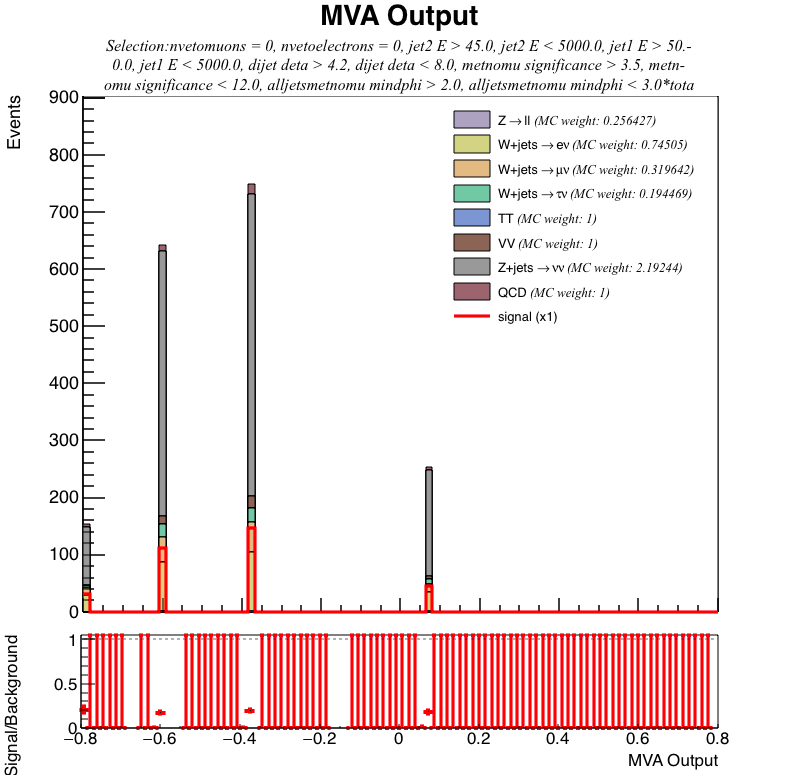 MVA Output
Selection:nvetomuons = 0, nvetoelectrons = 0, jet2 E > 45.0, jet2 E < 5000.0, jet1 E > 50.-
0.0, jet1 E < 5000.0, dijet deta > 4.2, dijet deta < 8.0, metnomu significance > 3.5, metn-
omu significance < 12.0, alljetsmetnomu mindphi > 2.0, alljetsmetnomu mindphi < 3.0*tota
Events
900
800
700
600
500
400
300
200
100
0
Z→ll (MC weight: 0.256427)
W+jets→eν (MC weight: 0.74505)
W+jets→μν (MC weight: 0.319642)
W+jets→τν (MC weight: 0.194469)
TT (MC weight: 1)
VV (MC weight: 1)
Z+jets→νν (MC weight: 2.19244)
QCD (MC weight: 1)
signal (x1)
Signal/Background
1
0.5
0
−0.8 −0.6 −0.4 −0.2 0 0.2 0.4 0.6 0.8
MVA Output